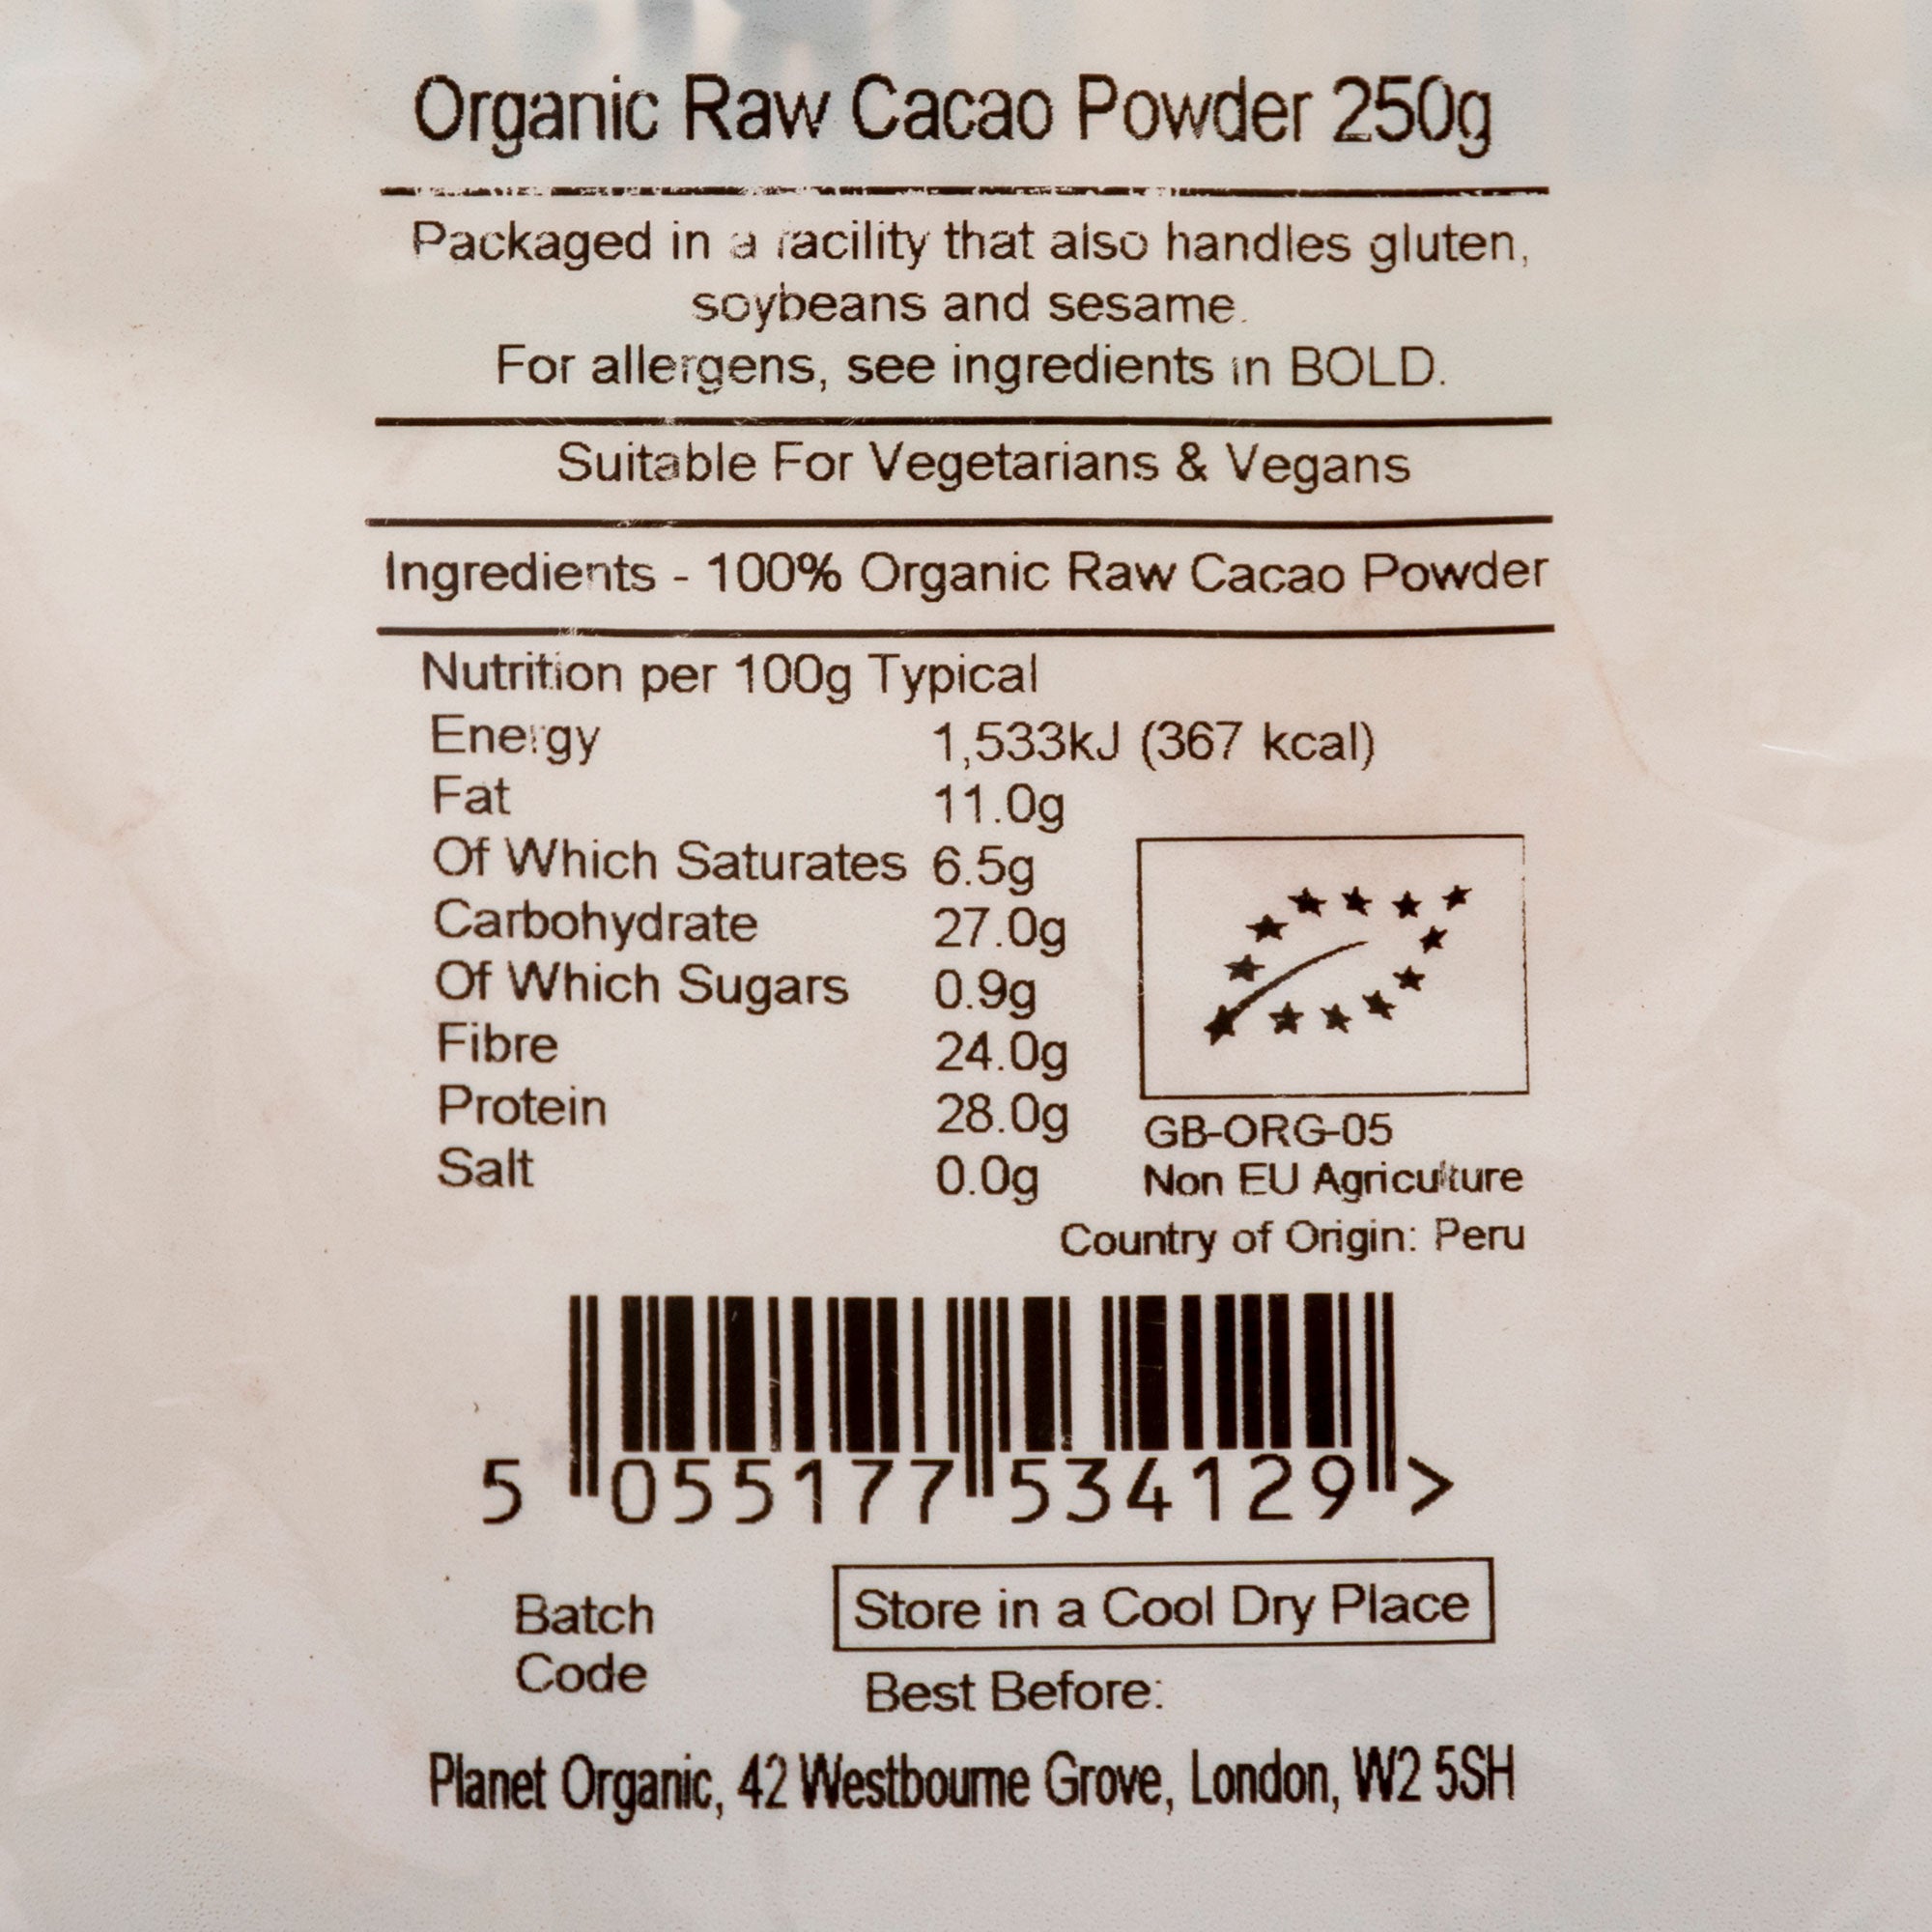 Organic Raw Cacao Powder 250g
Packaged in a facility that also handles gluten,
soybeans and sesame.
For allergens, see ingredients in BOLD.
Suitable For Vegetarians & Vegans
Ingredients - 100% Organic Raw Cacao Powder
Nutrition per 100g Typical
Energy 1,533kJ (367 kcal)
Fat 11.0g
Of Which Saturates 6.5g
Carbohydrate 27.0g
Of Which Sugars 0.9g
Fibre 24.0g
Protein 28.0g
Salt 0.0g
GB-ORG-05
Non EU Agriculture
Country of Origin: Peru
5 055177 534129 >
Batch
Code
Store in a Cool Dry Place
Best Before:
Planet Organic, 42 Westbourne Grove, London, W2 5SH